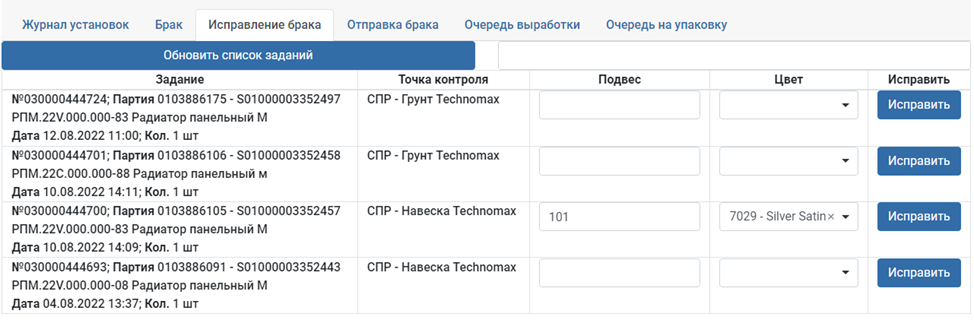 Журнал установок Брак Исправление брака Отправка брака Очередь выработки Очередь на упаковку
Обновить список заданий
Задание Точка контроля Подвес Цвет Исправить
№030000444724; Партия 0103886175 - S01000003352497 СПР - Грунт Technomax Исправить
РПМ.22V.000.000-83 Радиатор панельный М
Дата 12.08.2022 11:00; Кол. 1 шт
№030000444701; Партия 0103886106 - S01000003352458 СПР - Грунт Technomax Исправить
РПМ.22С.000.000-88 Радиатор панельный м
Дата 10.08.2022 14:11; Кол. 1 шт
№030000444700; Партия 0103886105 - S01000003352457 СПР - Навеска Technomax 101 7029 - Silver Satin× Исправить
РПМ.22V.000.000-83 Радиатор панельный М
Дата 10.08.2022 14:09; Кол. 1 шт
№030000444693; Партия 0103886091 - S01000003352443 СПР - Навеска Technomax Исправить
РПМ.22V.000.000-08 Радиатор панельный М
Дата 04.08.2022 13:37; Кол. 1 шт